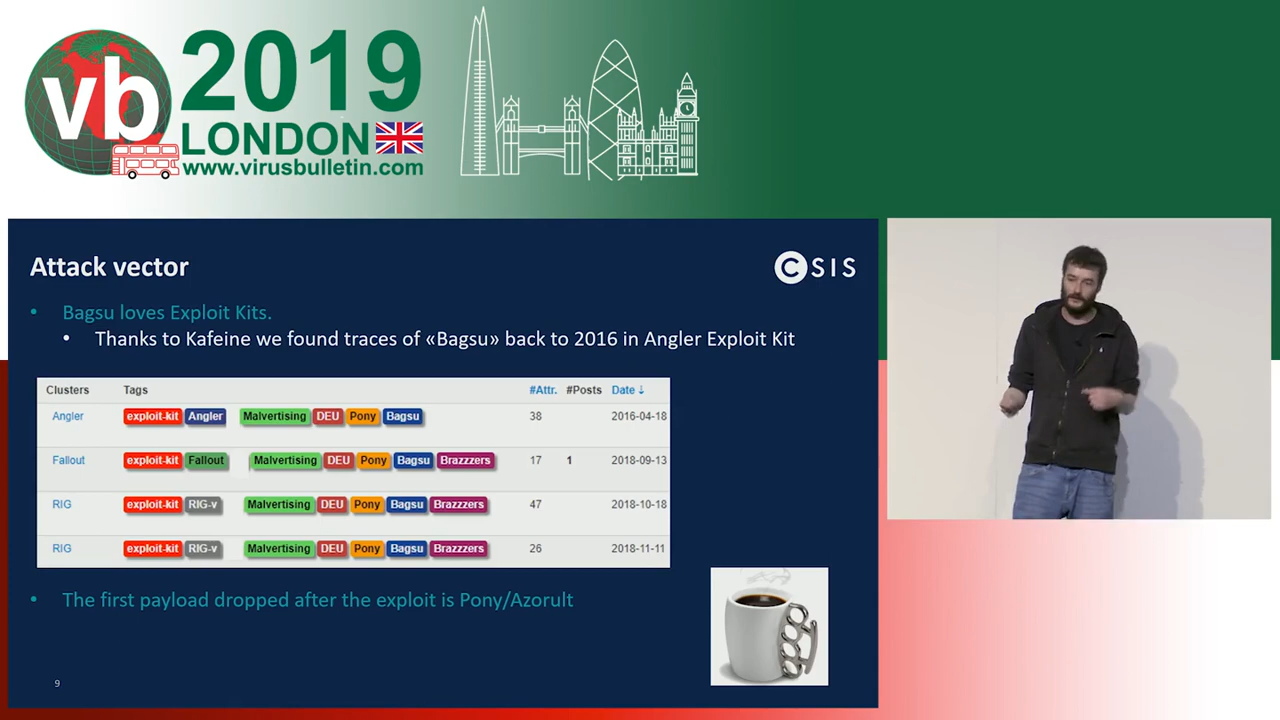 vb
2019
LONDON
www.virusbulletin.com
Attack vector
CSIS
• Bagsu loves Exploit Kits.
• Thanks to Kafeine we found traces of «Bagsu» back to 2016 in Angler Exploit Kit
Clusters Tags #Attr. #Posts Date ↓
Angler exploit-kit Angler Malvertising DEU Pony Bagsu 38 2016-04-18
Fallout exploit-kit Fallout Malvertising DEU Pony Bagsu Brazzzers 17 1 2018-09-13
RIG exploit-kit RIG-v Malvertising DEU Pony Bagsu Brazzzers 47 2018-10-18
RIG exploit-kit RIG-v Malvertising DEU Pony Bagsu Brazzzers 26 2018-11-11
• The first payload dropped after the exploit is Pony/Azorult
9